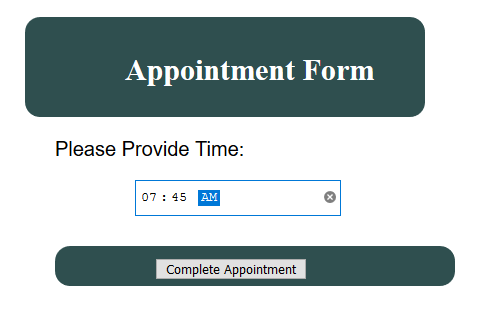 Appointment Form
Please Provide Time:
07 : 45 AM
Complete Appointment